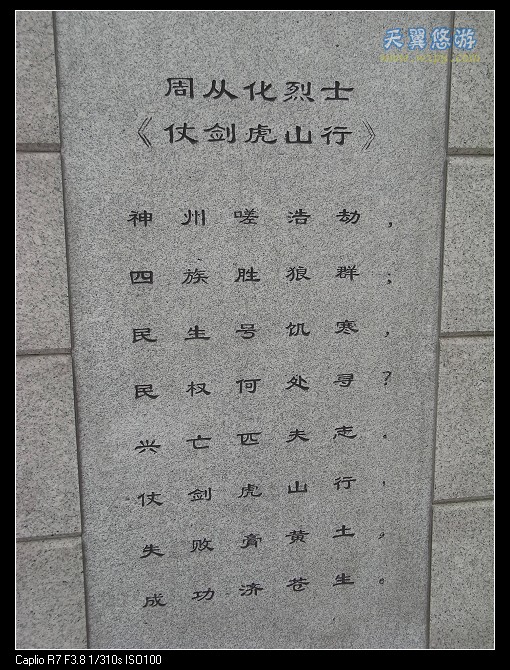 天翼悠游
周从化烈士
《仗剑虎山行》
神州嗟浩劫，
四族胜狼群；
民生号饥寒，
民权何处寻？
兴亡匹夫志。
仗剑虎山行，
失败膏黄土，
成功济苍生。
Caplio R7 F3.8 1/310s ISO100